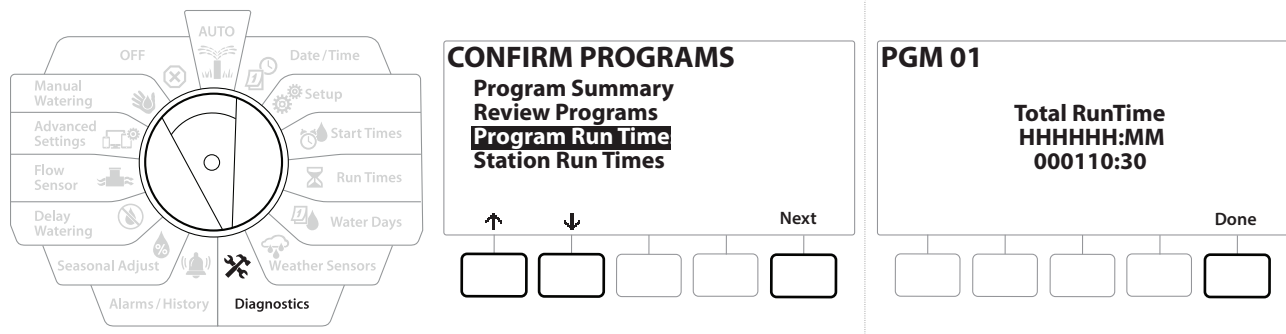 AUTO
Date/Time
Setup
Start Times
Run Times
Water Days
Weather Sensors
Diagnostics
Alarms/History
Seasonal Adjust
%
Delay
Watering
Flow
Sensor
Advanced
Settings
Manual
Watering
OFF
CONFIRM PROGRAMS
Program Summary
Review Programs
Program Run Time
Station Run Times
Next
PGM 01
Total RunTime
HHHHHH:MM
000110:30
Done